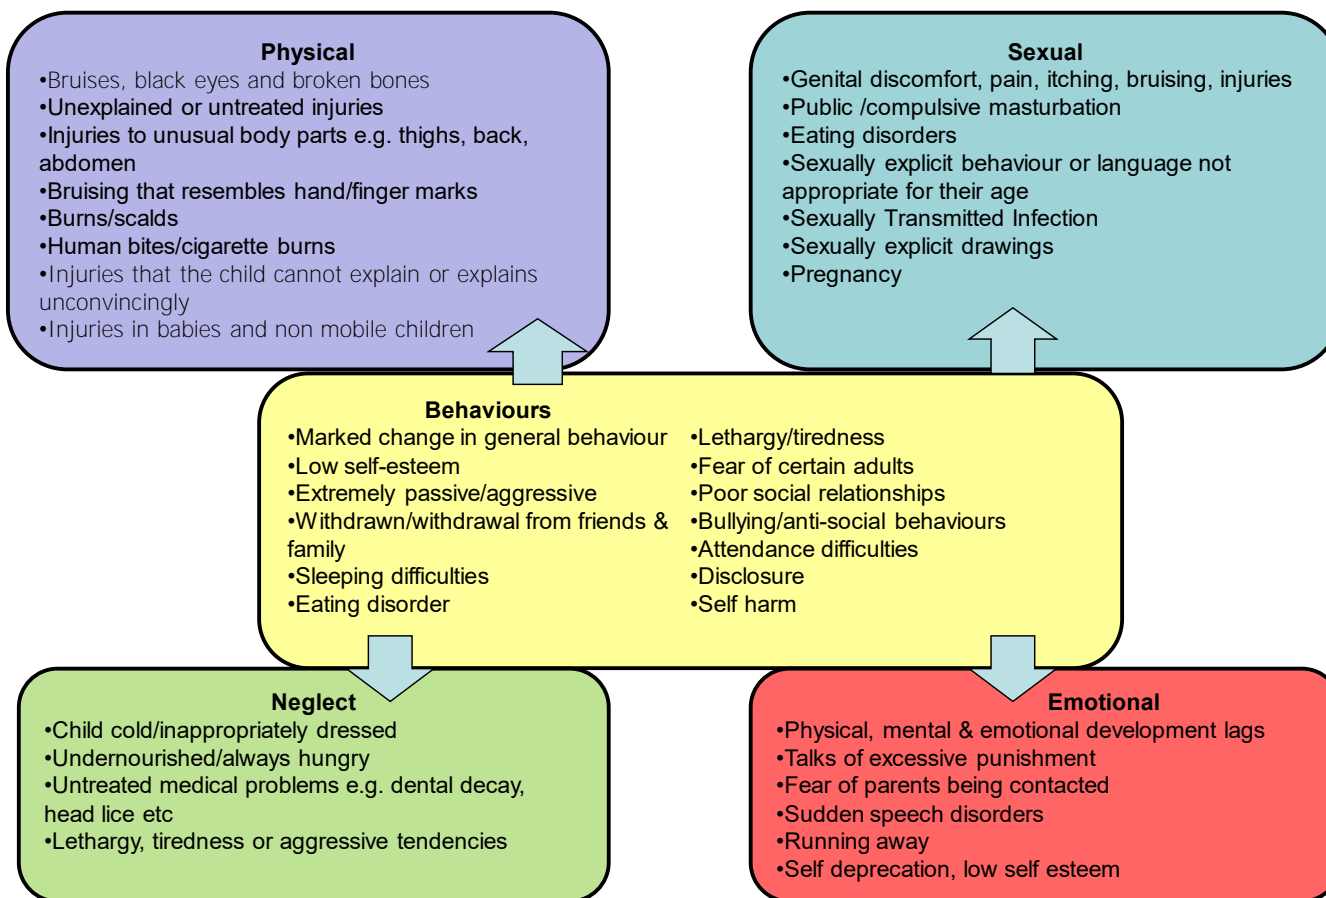 Physical
•Bruises, black eyes and broken bones
•Unexplained or untreated injuries
•Injuries to unusual body parts e.g. thighs, back,
abdomen
•Bruising that resembles hand/finger marks
•Burns/scalds
•Human bites/cigarette burns
•Injuries that the child cannot explain or explains
unconvincingly
•Injuries in babies and non mobile children
Sexual
•Genital discomfort, pain, itching, bruising, injuries
•Public /compulsive masturbation
•Eating disorders
•Sexually explicit behaviour or language not
appropriate for their age
•Sexually Transmitted Infection
•Sexually explicit drawings
•Pregnancy
Behaviours
•Marked change in general behaviour
•Low self-esteem
•Extremely passive/aggressive
•Withdrawn/withdrawal from friends &
family
•Sleeping difficulties
•Eating disorder
•Lethargy/tiredness
•Fear of certain adults
•Poor social relationships
•Bullying/anti-social behaviours
•Attendance difficulties
•Disclosure
•Self harm
Neglect
•Child cold/inappropriately dressed
•Undernourished/always hungry
•Untreated medical problems e.g. dental decay,
head lice etc
•Lethargy, tiredness or aggressive tendencies
Emotional
•Physical, mental & emotional development lags
•Talks of excessive punishment
•Fear of parents being contacted
•Sudden speech disorders
•Running away
•Self deprecation, low self esteem